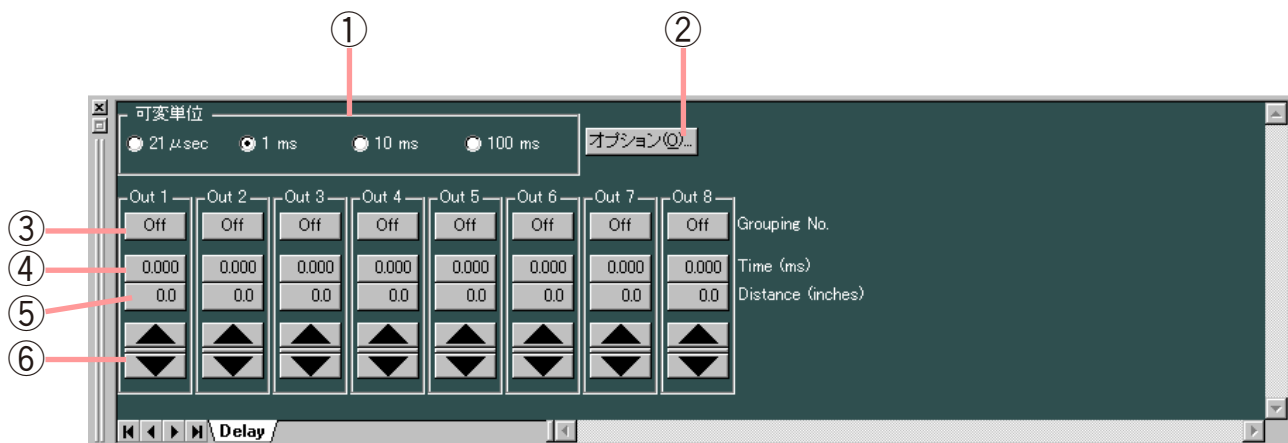 ① ②
可変単位
21μsec 1 ms 10 ms 100 ms オプション(O)...
Out 1 Out 2 Out 3 Out 4 Out 5 Out 6 Out 7 Out 8
③ Off Off Off Off Off Off Off Off Grouping No.
④ 0.000 0.000 0.000 0.000 0.000 0.000 0.000 0.000 Time (ms)
⑤ 0.0 0.0 0.0 0.0 0.0 0.0 0.0 0.0 Distance (inches)
⑥
Delay